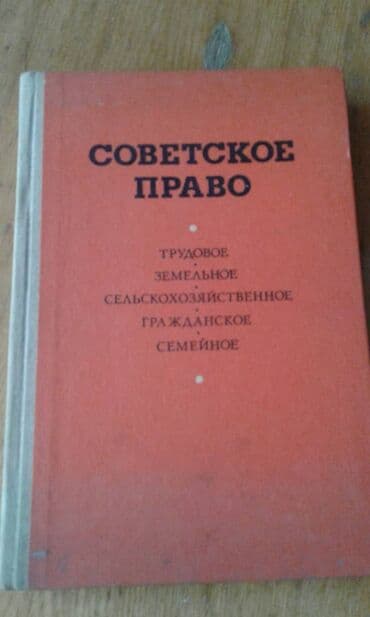 СОВЕТСКОЕ
ПРАВО
ТРУДОВОЕ
ЗЕМЕЛЬНОЕ
СЕЛЬСКОХОЗЯЙСТВЕННОЕ
ГРАЖДАНСКОЕ
СЕМЕЙНОЕ